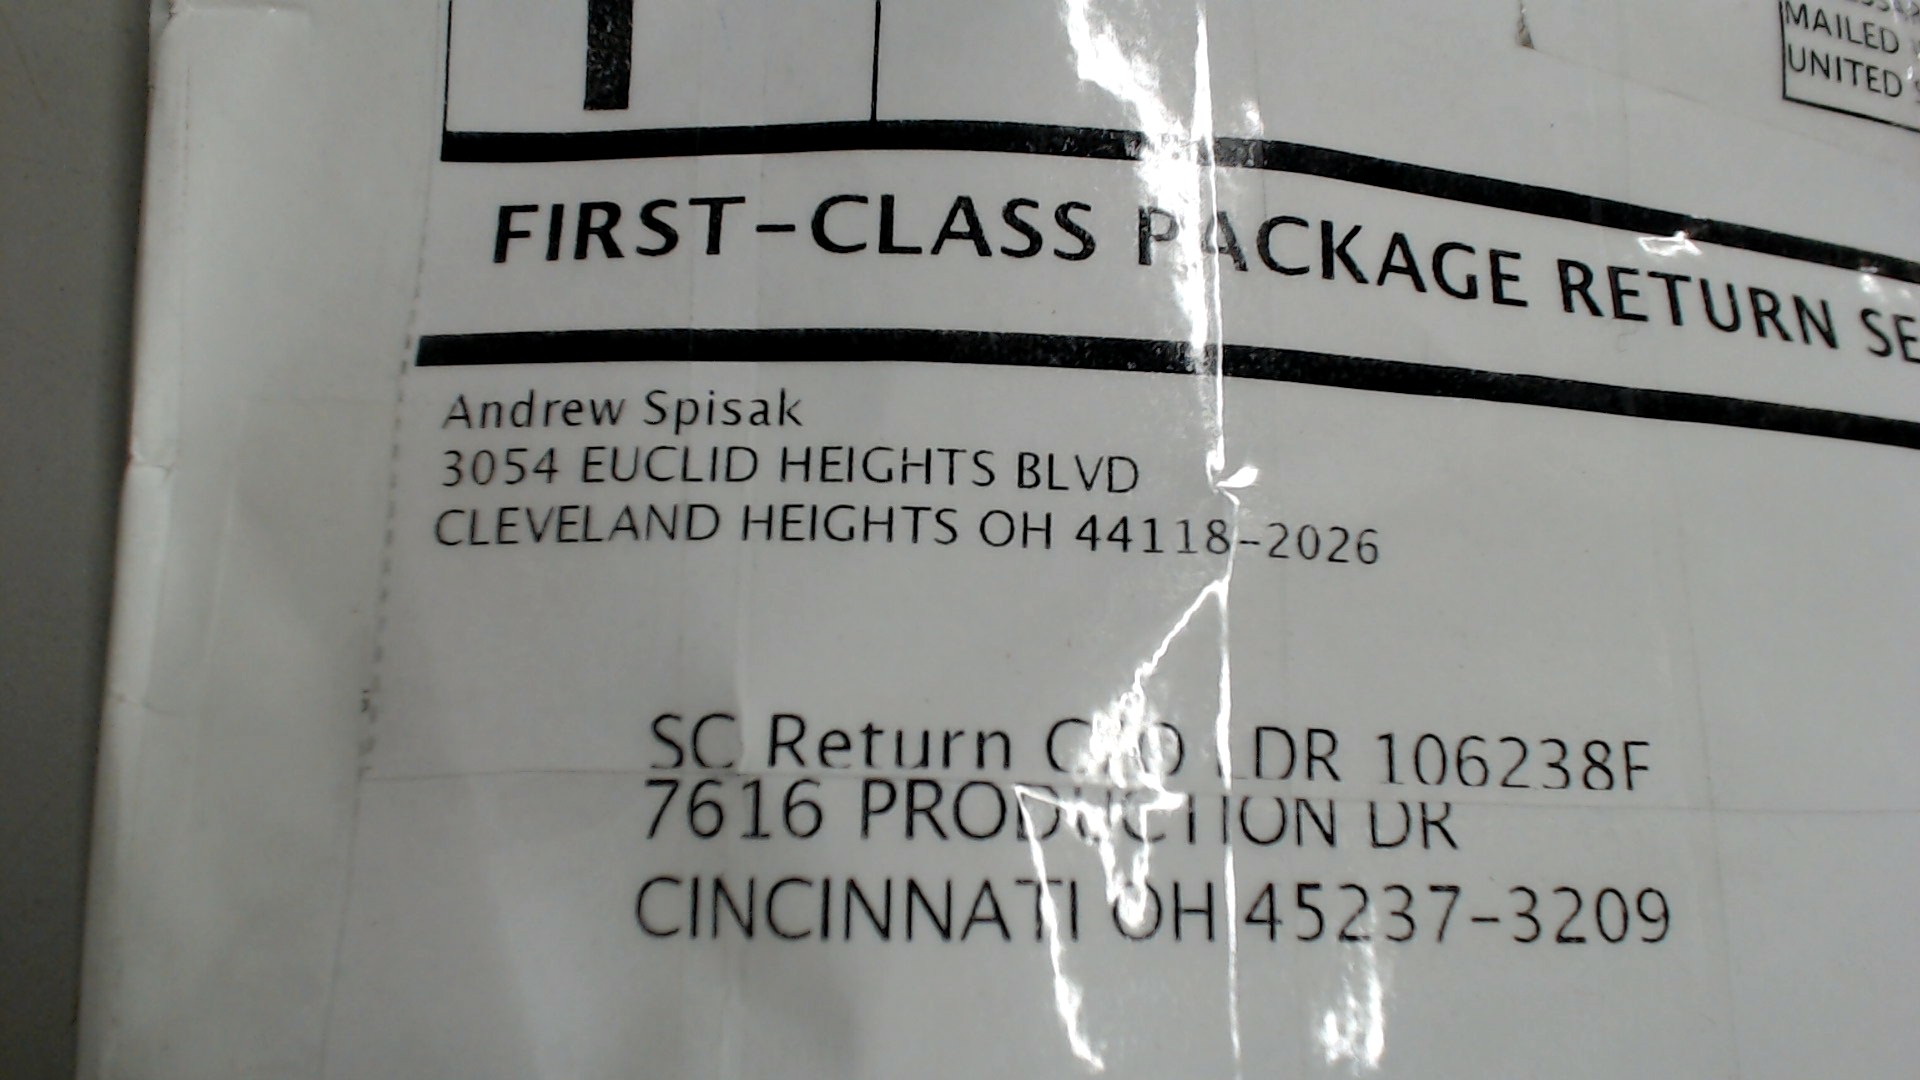 MAILED
UNITED
FIRST-CLASS PACKAGE RETURN SE
Andrew Spisak
3054 EUCLID HEIGHTS BLVD
CLEVELAND HEIGHTS OH 44118-2026
SC Return C/O LDR 106238F
7616 PRODUCTION DR
CINCINNATI OH 45237-3209